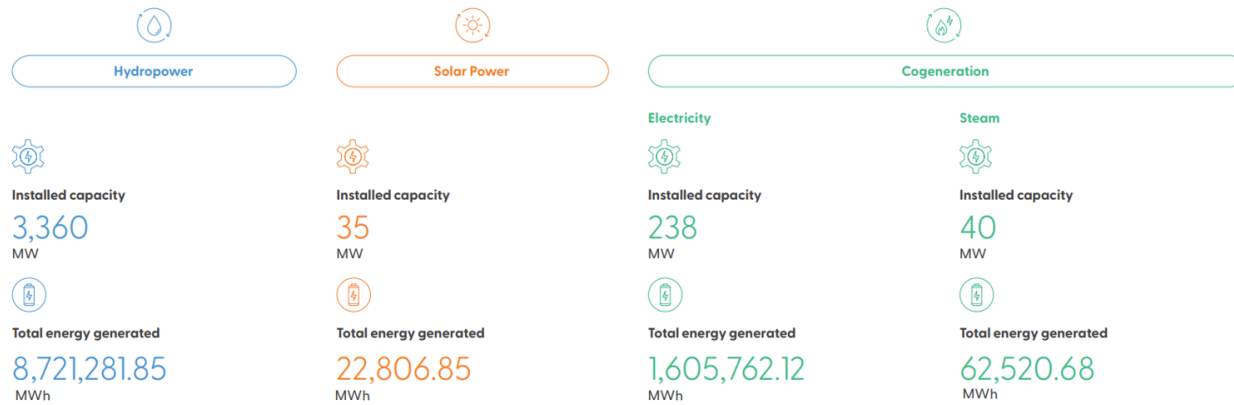 Hydropower
Solar Power
Cogeneration
Electricity
Steam
Installed capacity
3,360
MW
Installed capacity
35
MW
Installed capacity
238
MW
Installed capacity
40
MW
Total energy generated
8,721,281.85
MWh
Total energy generated
22,806.85
MWh
Total energy generated
1,605,762.12
MWh
Total energy generated
62,520.68
MWh